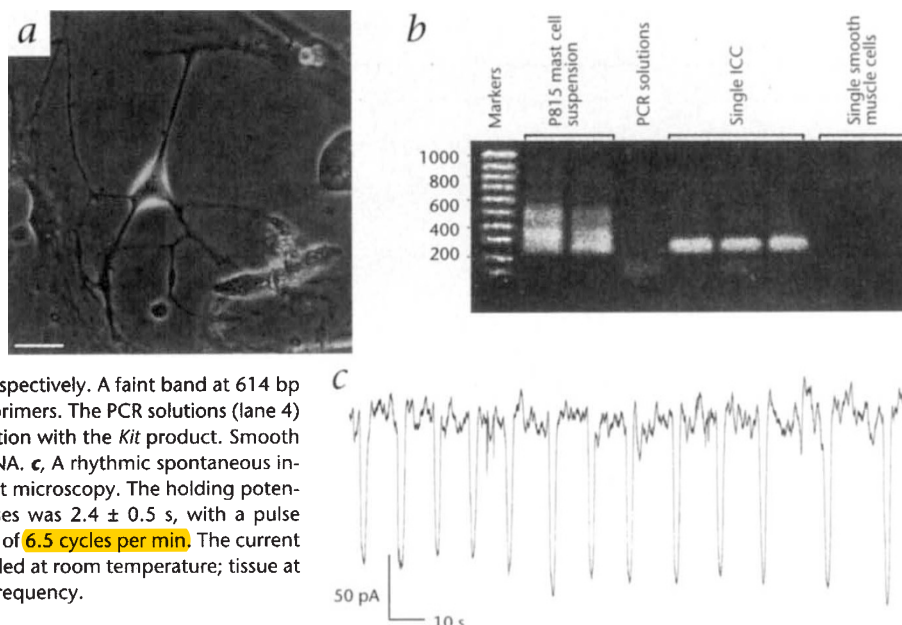 a
b
Markers
P815 mast cell
suspension
PCR solutions
Single ICC
Single smooth
muscle cells
1000
800
600
400
200
spectively. A faint band at 614 bp
rimers. The PCR solutions (lane 4)
tion with the Kit product. Smooth
NA. c, A rhythmic spontaneous in-
t microscopy. The holding poten-
ses was 2.4 ± 0.5 s, with a pulse
of 6.5 cycles per min. The current
led at room temperature; tissue at
requency.
c
50 pA
10 s